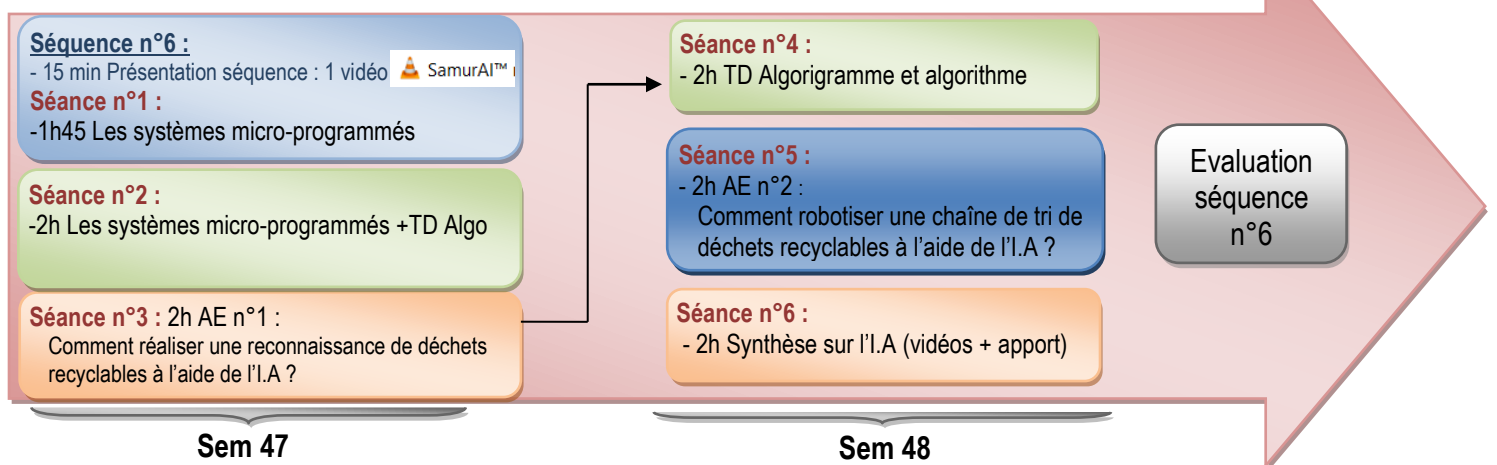 Séquence n°6 :
- 15 min Présentation séquence : 1 vidéo SamurAI™
Séance n°1 :
-1h45 Les systèmes micro-programmés
Séance n°2 :
-2h Les systèmes micro-programmés +TD Algo
Séance n°3 : 2h AE n°1 :
Comment réaliser une reconnaissance de déchets
recyclables à l'aide de l'I.A ?
Sem 47
Séance n°4 :
- 2h TD Algorigramme et algorithme
Séance n°5 :
- 2h AE n°2 :
Comment robotiser une chaîne de tri de
déchets recyclables à l'aide de l'I.A ?
Séance n°6 :
- 2h Synthèse sur l'I.A (vidéos + apport)
Sem 48
Evaluation
séquence
n°6